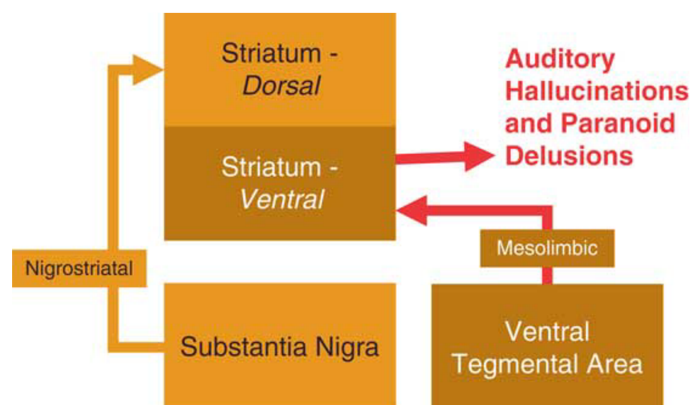 Striatum -
Dorsal
Auditory
Hallucinations
and Paranoid
Delusions
Striatum -
Ventral
Mesolimbic
Nigrostriatal
Substantia Nigra
Ventral
Tegmental Area